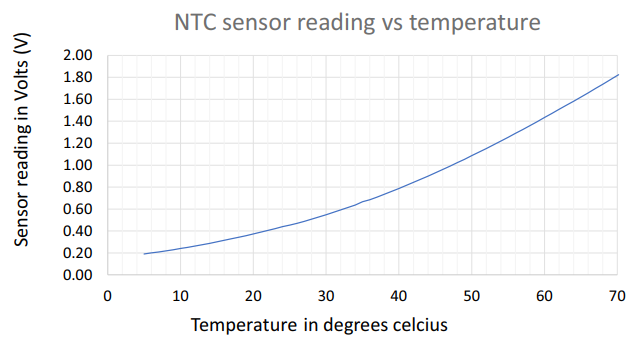 NTC sensor reading vs temperature
Sensor reading in Volts (V)
2.00
1.80
1.60
1.40
1.20
1.00
0.80
0.60
0.40
0.20
0.00
0 10 20 30 40 50 60 70
Temperature in degrees celcius